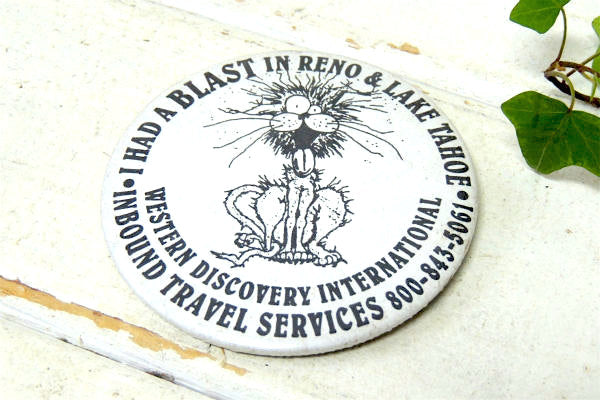 • I HAD A BLAST IN RENO & LAKE TAHOE •
WESTERN DISCOVERY INTERNATIONAL
INBOUND TRAVEL SERVICES 800-843-5061